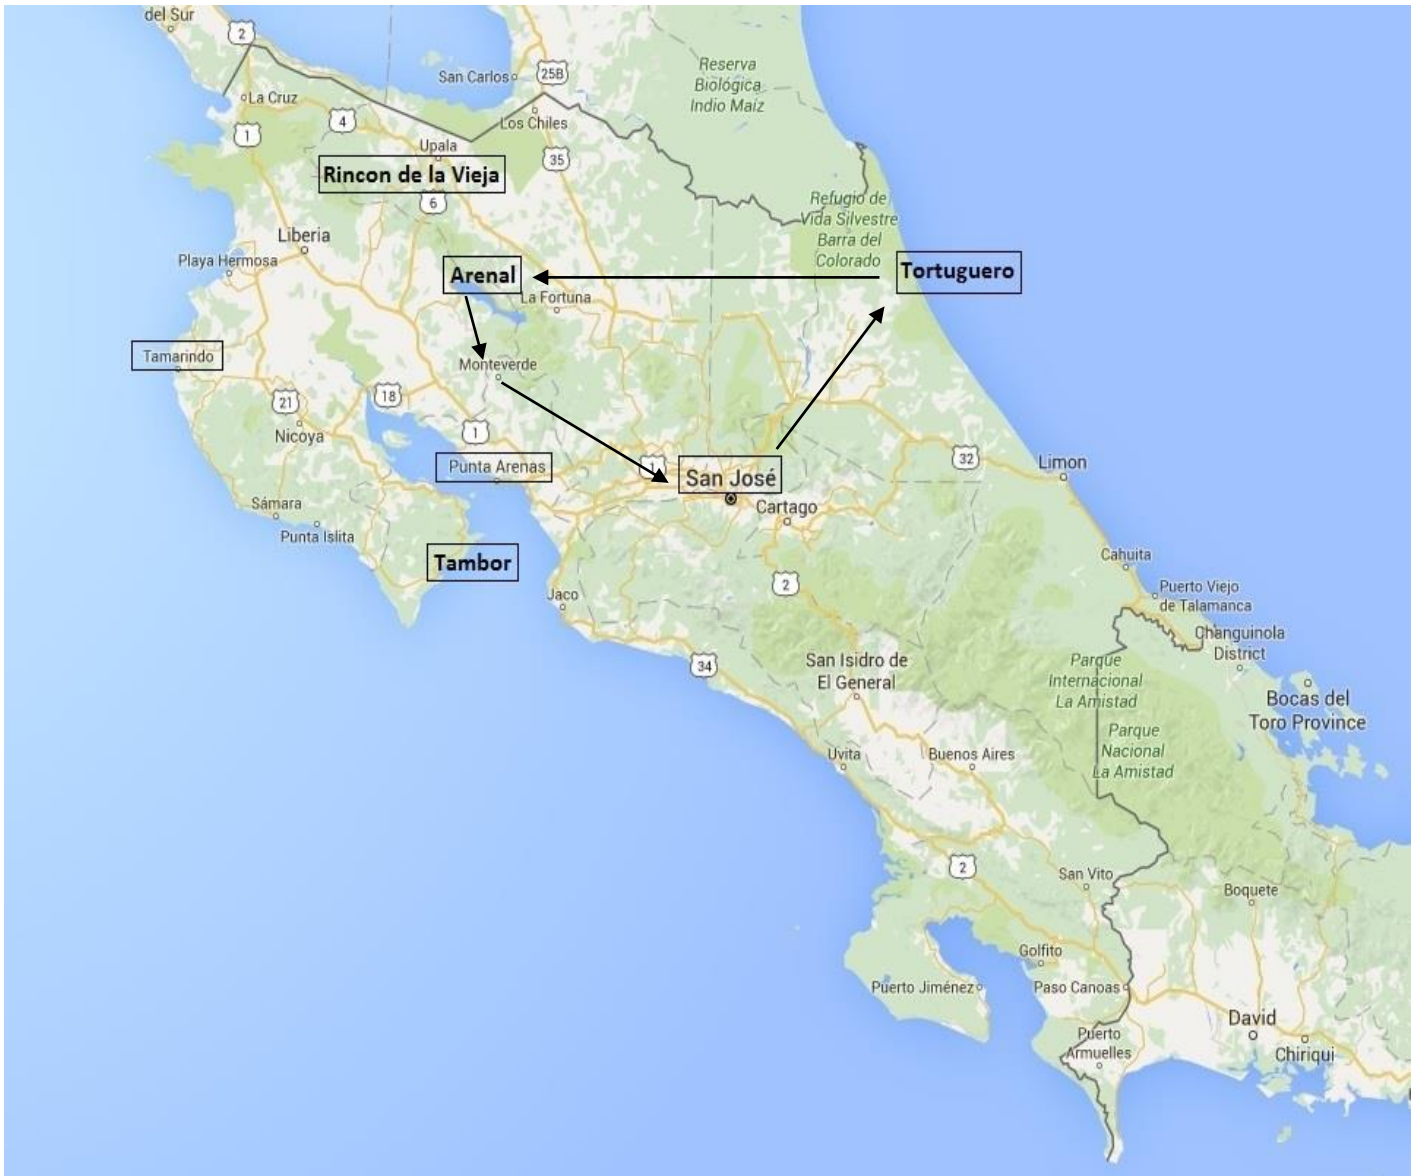 del Sur
2
San Carlos
25B
Reserva
Biológica
Indio Maíz
La Cruz
1
4
Los Chiles
Upala
35
Rincon de la Vieja
6
Refugio de
Vida Silvestre
Barra del
Colorado
Liberia
Playa Hermosa
Arenal
Tortuguero
La Fortuna
Tamarindo
Monteverde
21
18
Nicoya
1
Punta Arenas
1
San José
32
Limon
Cartago
Sámara
Punta Islita
Tambor
Cahuita
2
Jaco
Puerto Viejo
de Talamanca
Changuinola
District
34
San Isidro de
El General
Parque
Internacional
La Amistad
Bocas del
Toro Province
Parque
Nacional
La Amistad
Uvita
Buenos Aires
2
San Vito
Boquete
Golfito
Puerto Jiménez
Paso Canoas
David
Puerto
Armuelles
Chiriqui